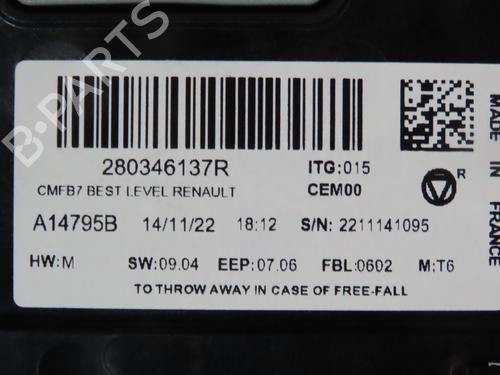 280346137R
ITG:015
CMFB7 BEST LEVEL RENAULT
CEM00
A14795B 14/11/22 18:12 S/N: 2211141095
HW:M SW:09.04 EEP:07.06 FBL:0602 M:T6
TO THROW AWAY IN CASE OF FREE-FALL
R
MADE IN FRANCE
B-PARTS